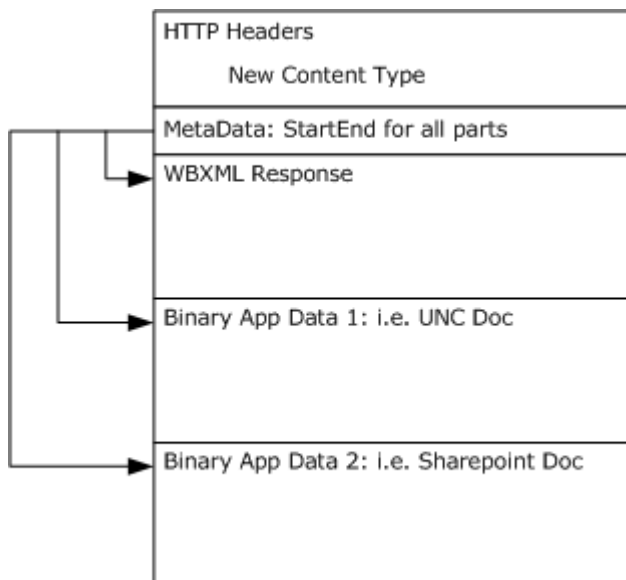 HTTP Headers
New Content Type
MetaData: StartEnd for all parts
WBXML Response
Binary App Data 1: i.e. UNC Doc
Binary App Data 2: i.e. Sharepoint Doc